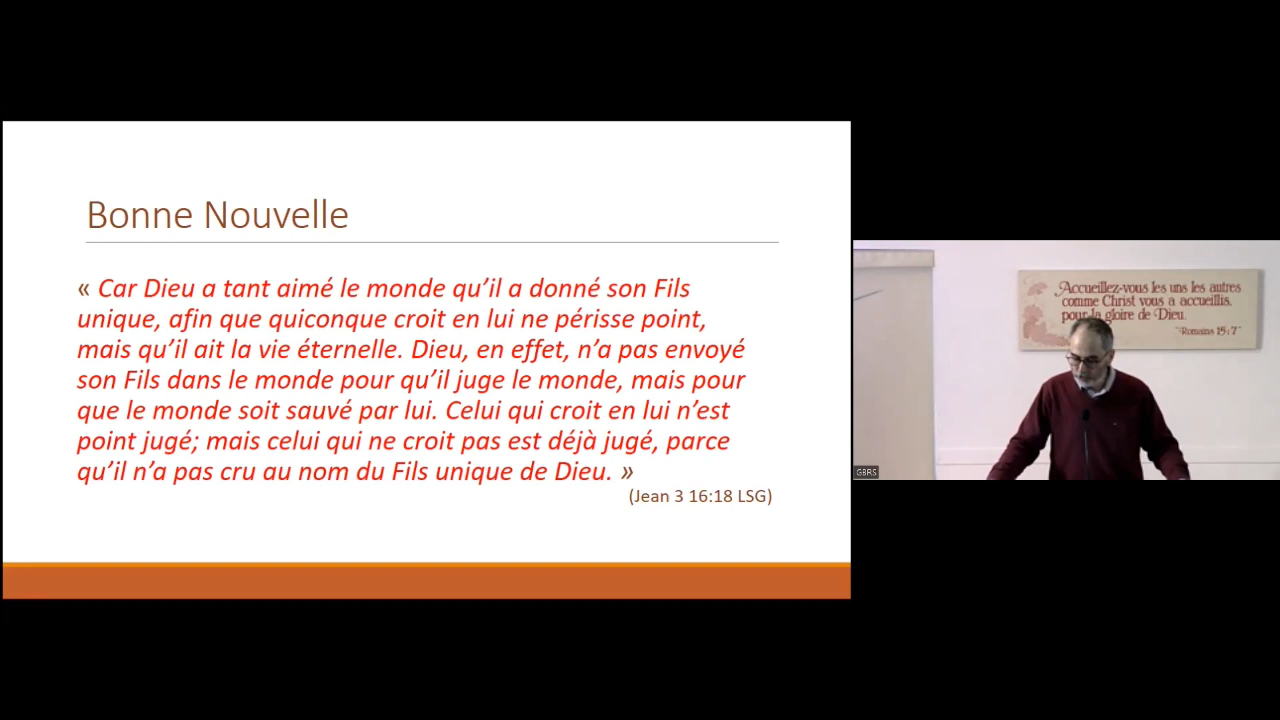 Bonne Nouvelle
« Car Dieu a tant aimé le monde qu’il a donné son Fils
unique, afin que quiconque croit en lui ne périsse point,
mais qu’il ait la vie éternelle. Dieu, en effet, n’a pas envoyé
son Fils dans le monde pour qu’il juge le monde, mais pour
que le monde soit sauvé par lui. Celui qui croit en lui n’est
point jugé; mais celui qui ne croit pas est déjà jugé, parce
qu’il n’a pas cru au nom du Fils unique de Dieu. »
(Jean 3 16:18 LSG)
Accueillez-vous les uns les autres
comme Christ vous a accueillis,
pour la gloire de Dieu.
"Romains 15:7"
GBRS